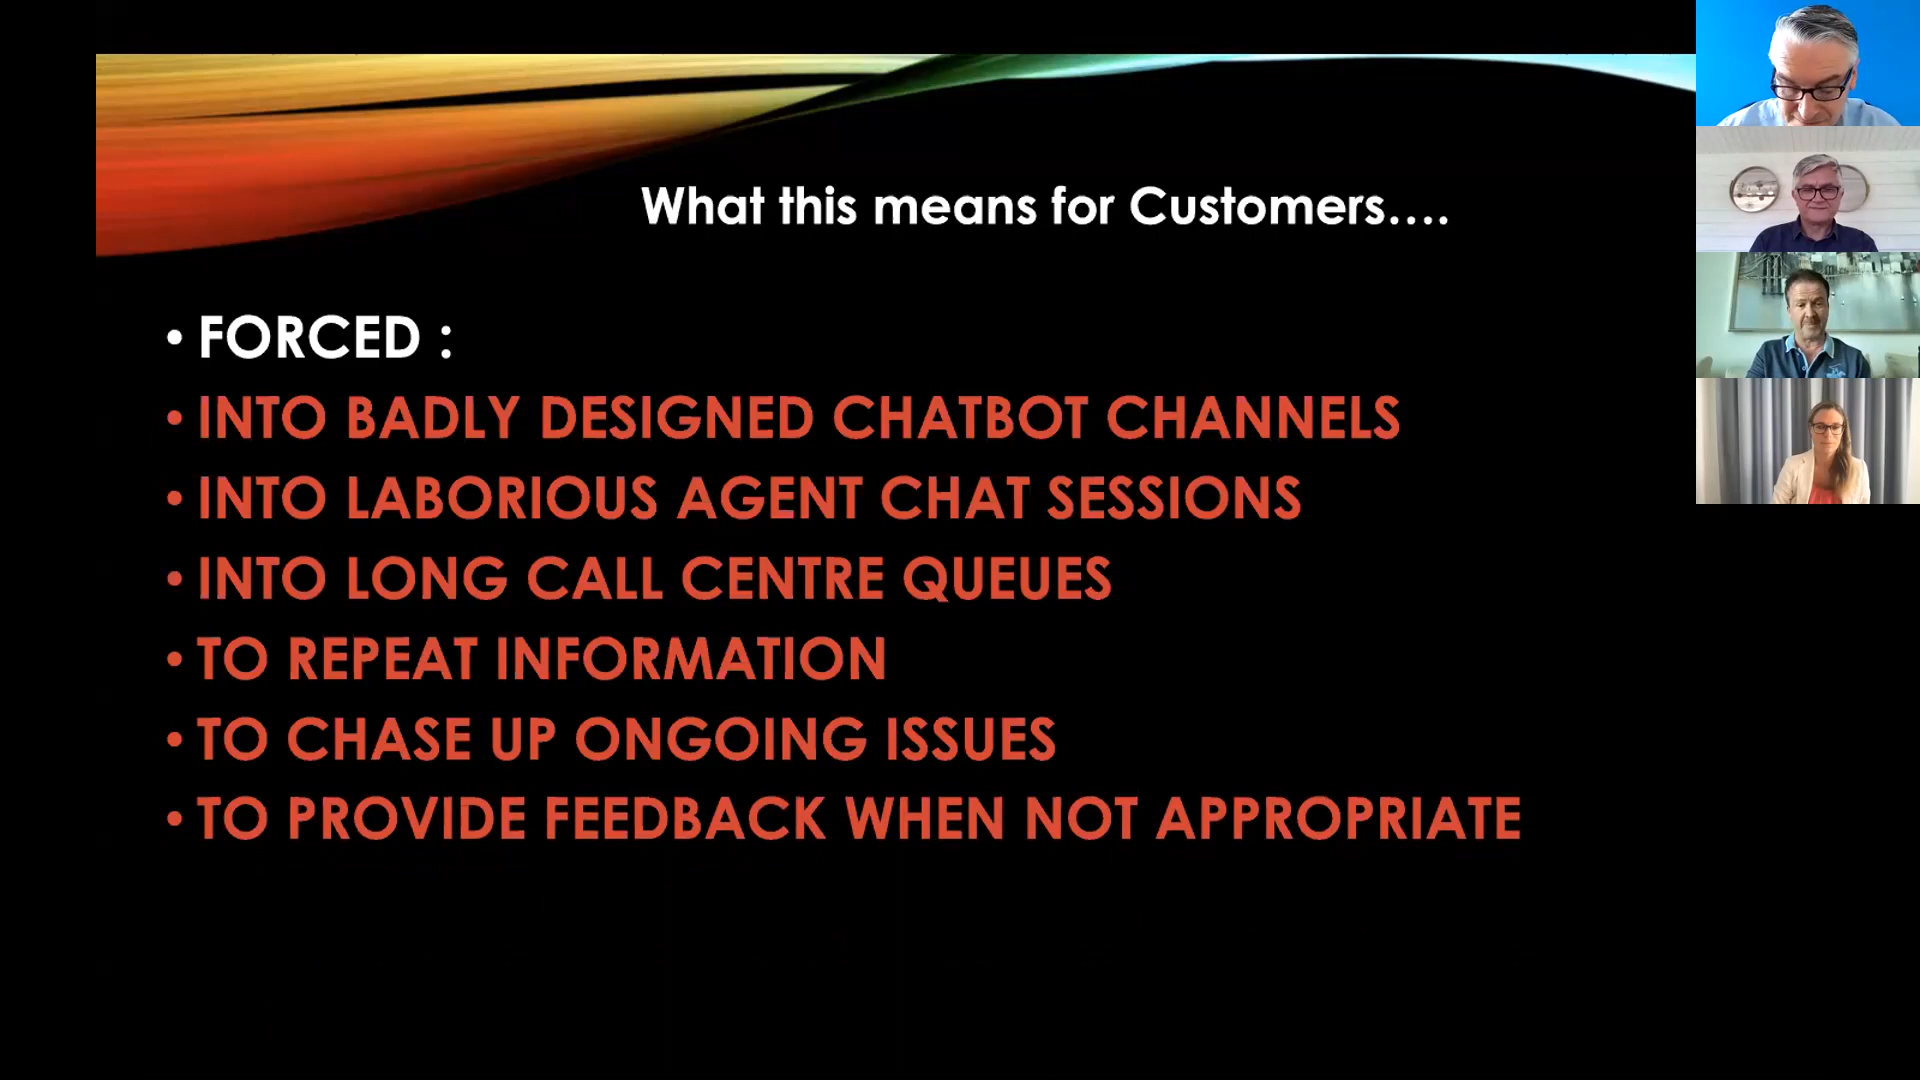 What this means for Customers....
• FORCED :
• INTO BADLY DESIGNED CHATBOT CHANNELS
• INTO LABORIOUS AGENT CHAT SESSIONS
• INTO LONG CALL CENTRE QUEUES
• TO REPEAT INFORMATION
• TO CHASE UP ONGOING ISSUES
• TO PROVIDE FEEDBACK WHEN NOT APPROPRIATE